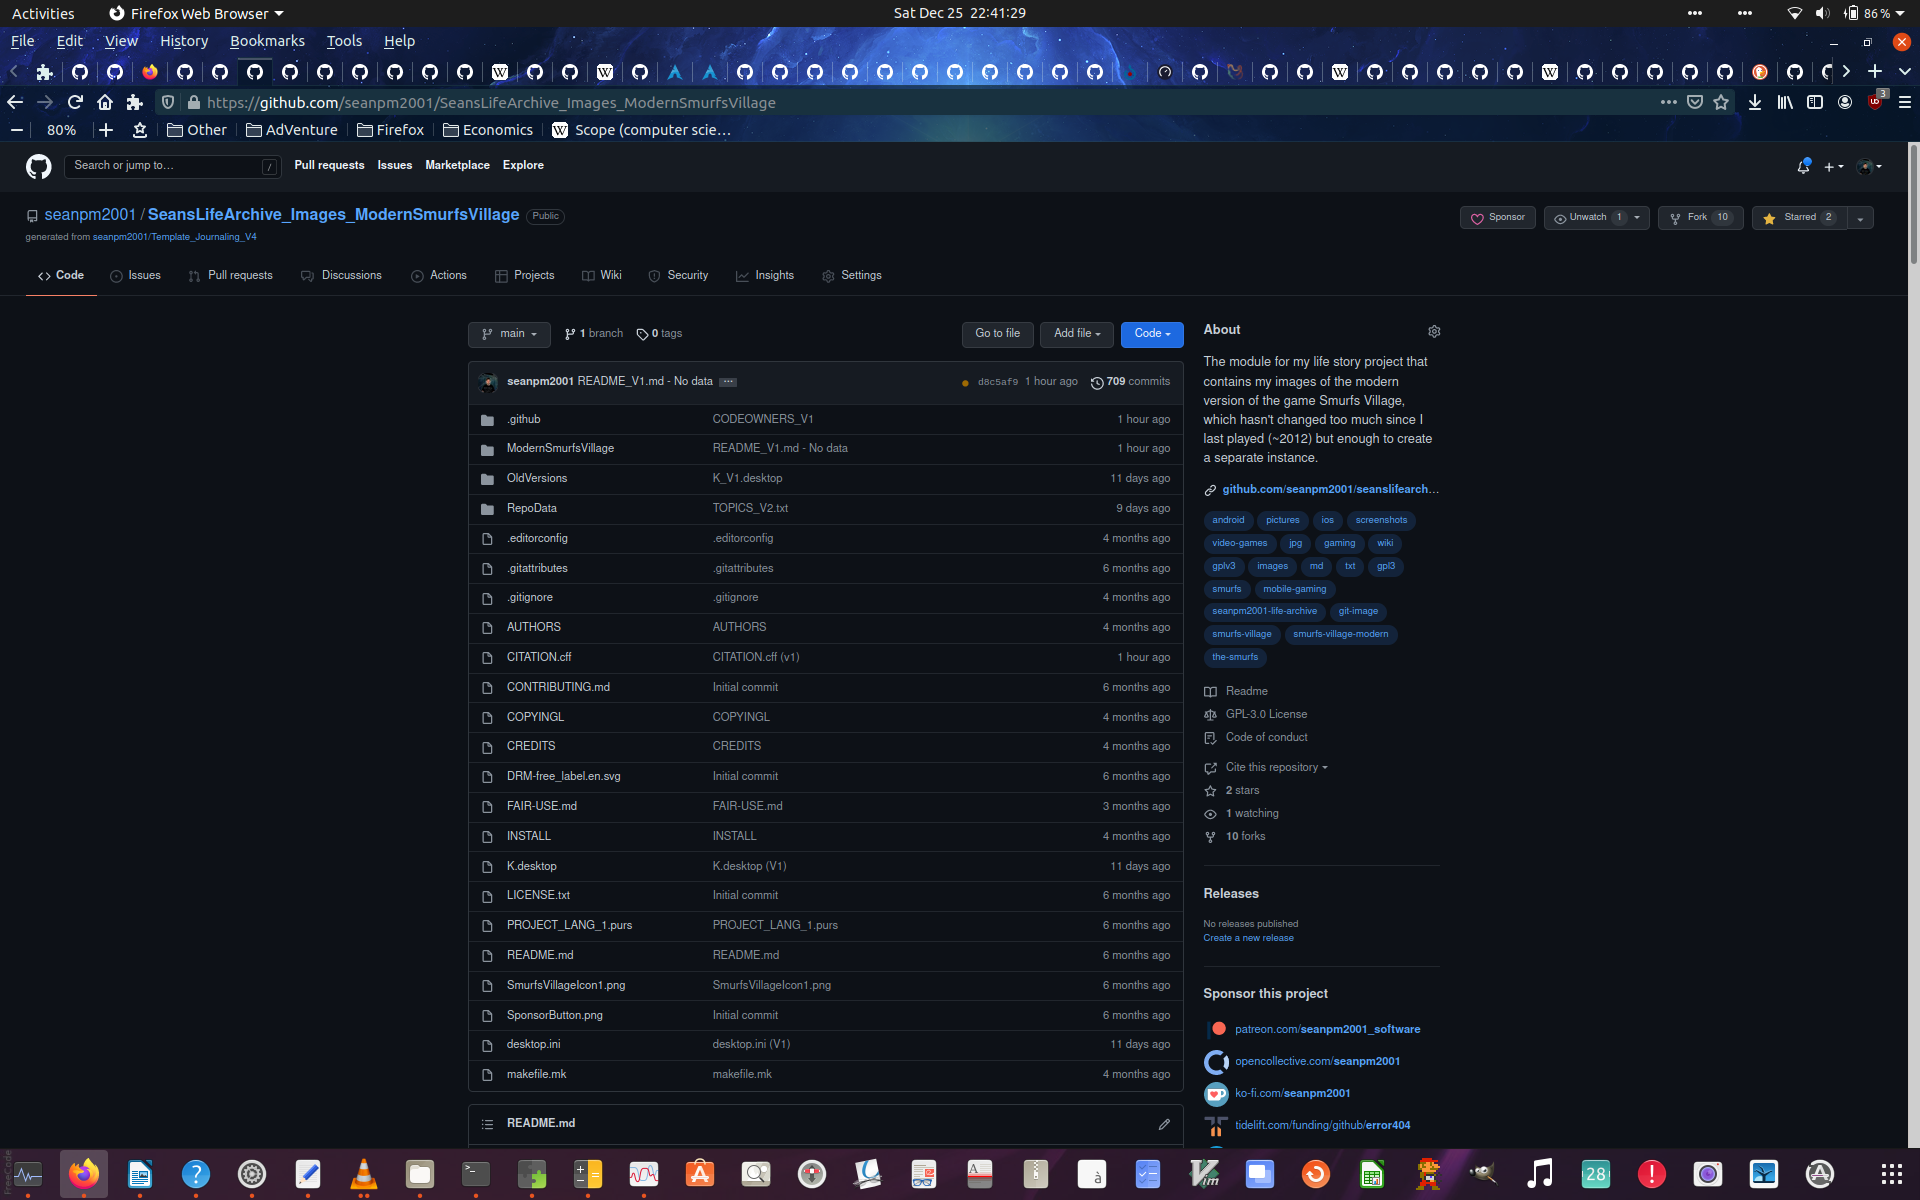 Activities Firefox Web Browser Sat Dec 25 22:41:29 86 %
File Edit View History Bookmarks Tools Help
https://github.com/seanpm2001/SeansLifeArchive_Images_ModernSmurfsVillage 3
80% Other AdVenture Firefox Economics Scope (computer scie…
Search or jump to… / Pull requests Issues Marketplace Explore
seanpm2001 / SeansLifeArchive_Images_ModernSmurfsVillage Public Sponsor Unwatch 1 Fork 10 Starred 2
generated from seanpm2001/Template_Journaling_V4
Code Issues Pull requests Discussions Actions Projects Wiki Security Insights Settings
main 1 branch 0 tags Go to file Add file Code
seanpm2001 README_V1.md - No data ... d8c5af9 1 hour ago 709 commits
.github CODEOWNERS_V1 1 hour ago
ModernSmurfsVillage README_V1.md - No data 1 hour ago
OldVersions K_V1.desktop 11 days ago
RepoData TOPICS_V2.txt 9 days ago
.editorconfig .editorconfig 4 months ago
.gitattributes .gitattributes 6 months ago
.gitignore .gitignore 4 months ago
AUTHORS AUTHORS 4 months ago
CITATION.cff CITATION.cff (v1) 1 hour ago
CONTRIBUTING.md Initial commit 6 months ago
COPYINGL COPYINGL 4 months ago
CREDITS CREDITS 4 months ago
DRM-free_label.en.svg Initial commit 6 months ago
FAIR-USE.md FAIR-USE.md 3 months ago
INSTALL INSTALL 4 months ago
K.desktop K.desktop (V1) 11 days ago
LICENSE.txt Initial commit 6 months ago
PROJECT_LANG_1.purs PROJECT_LANG_1.purs 6 months ago
README.md README.md 6 months ago
SmurfsVillageIcon1.png SmurfsVillageIcon1.png 6 months ago
SponsorButton.png Initial commit 6 months ago
desktop.ini desktop.ini (V1) 11 days ago
makefile.mk makefile.mk 4 months ago
README.md
About
The module for my life story project that
contains my images of the modern
version of the game Smurfs Village,
which hasn't changed too much since I
last played (~2012) but enough to create
a separate instance.
github.com/seanpm2001/seanslifearch…
android pictures ios screenshots
video-games jpg gaming wiki
gplv3 images md txt gpl3
smurfs mobile-gaming
seanpm2001-life-archive git-image
smurfs-village smurfs-village-modern
the-smurfs
Readme
GPL-3.0 License
Code of conduct
Cite this repository
2 stars
1 watching
10 forks
Releases
No releases published
Create a new release
Sponsor this project
patreon.com/seanpm2001_software
opencollective.com/seanpm2001
ko-fi.com/seanpm2001
tidelift.com/funding/github/error404
28